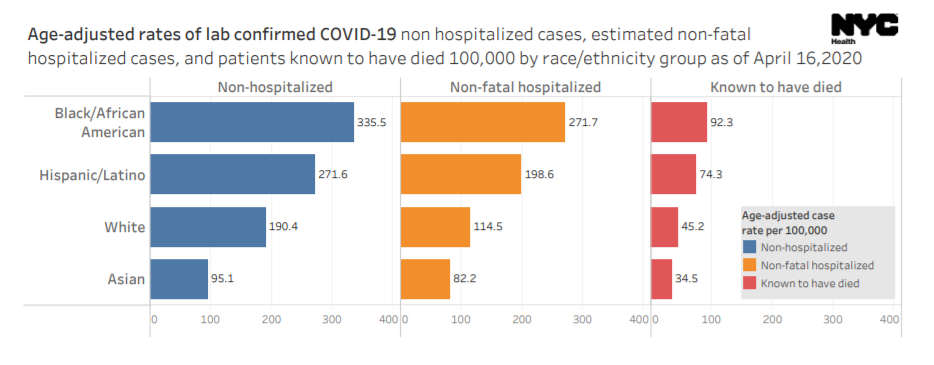 NYC
Health
Age-adjusted rates of lab confirmed COVID-19 non hospitalized cases, estimated non-fatal
hospitalized cases, and patients known to have died 100,000 by race/ethnicity group as of April 16,2020
Non-hospitalized
Non-fatal hospitalized
Known to have died
Black/African
American
335.5
271.7
92.3
Hispanic/Latino
271.6
198.6
74.3
White
190.4
114.5
45.2
Asian
95.1
82.2
34.5
Age-adjusted case
rate per 100,000
Non-hospitalized
Non-fatal hospitalized
Known to have died
0 100 200 300 400
0 100 200 300 400
0 100 200 300 400